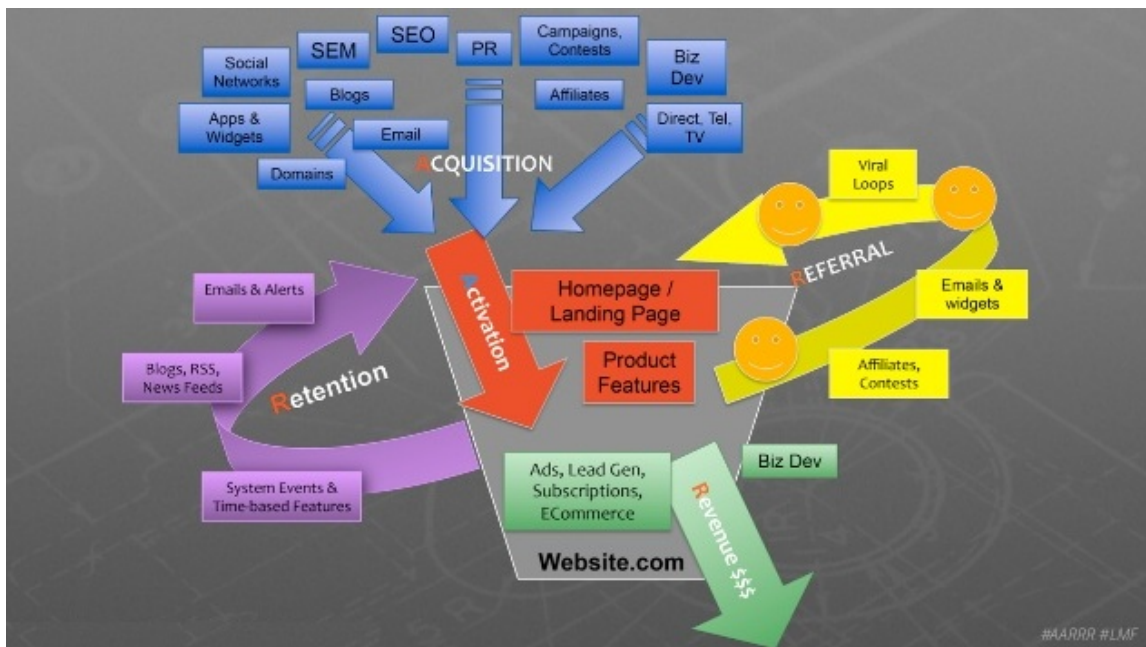 SEO
Campaigns,
Contests
SEM
PR
Social
Networks
Biz
Dev
Blogs
Affiliates
Apps &
Widgets
Email
Direct, Tel,
TV
ACQUISITION
Domains
Viral
Loops
REFERRAL
Emails & Alerts
Activation
Homepage /
Landing Page
Emails &
widgets
Blogs, RSS,
News Feeds
Retention
Product
Features
Affiliates,
Contests
System Events &
Time-based Features
Ads, Lead Gen,
Subscriptions,
ECommerce
Biz Dev
Revenue $$$
Website.com
#AARRR #LMF